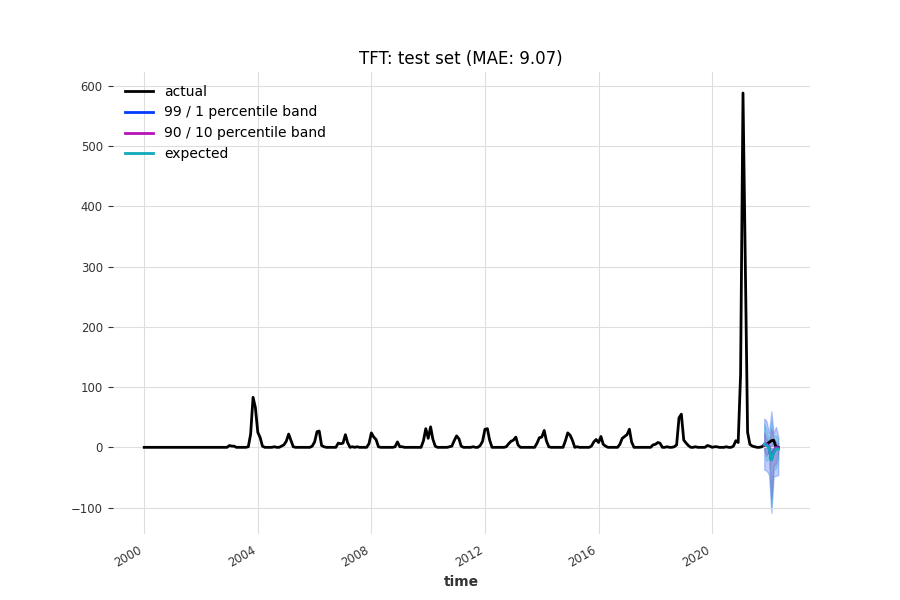 TFT: test set (MAE: 9.07)
actual
99 / 1 percentile band
90 / 10 percentile band
expected
600
500
400
300
200
100
0
−100
2000
2004
2008
2012
2016
2020
time